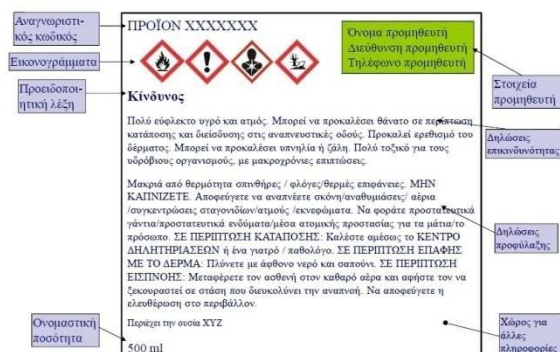 Αναγνωριστι-
κός κωδικός
Εικονογράμματα
Προειδοποι-
ητική λέξη
Ονομαστική
ποσότητα
ΠΡΟΪΟΝ XXXXXXX
Όνομα προμηθευτή
Διεύθυνση προμηθευτή
Τηλέφωνο προμηθευτή
Κίνδυνος
Πολύ εύφλεκτο υγρό και ατμός. Μπορεί να προκαλέσει θάνατο σε περίπτωση
κατάποσης και διείσδυσης στις αναπνευστικές οδούς. Προκαλεί ερεθισμό του
δέρματος. Μπορεί να προκαλέσει υπνηλία ή ζάλη. Πολύ τοξικό για τους
υδρόβιους οργανισμούς, με μακροχρόνιες επιπτώσεις.
Μακριά από θερμότητα σπινθήρες / φλόγες/θερμές επιφάνειες. ΜΗΝ
ΚΑΠΝΙΖΕΤΕ. Αποφεύγετε να αναπνέετε σκόνη/αναθυμιάσεις/ αέρια
/συγκεντρώσεις σταγονιδίων/ατμούς /εκνεφώματα. Να φοράτε προστατευτικά
γάντια/προστατευτικά ενδύματα/μέσα ατομικής προστασίας για τα μάτια/το
πρόσωπο. ΣΕ ΠΕΡΙΠΤΩΣΗ ΚΑΤΑΠΟΣΗΣ: Καλέστε αμέσως το ΚΕΝΤΡΟ
ΔΗΛΗΤΗΡΙΑΣΕΩΝ ή ένα γιατρό / παθολόγο. ΣΕ ΠΕΡΙΠΤΩΣΗ ΕΠΑΦΗΣ
ΜΕ ΤΟ ΔΕΡΜΑ: Πλύνετε με άφθονο νερό και σαπούνι. ΣΕ ΠΕΡΙΠΤΩΣΗ
ΕΙΣΠΝΟΗΣ: Μεταφέρετε τον ασθενή στον καθαρό αέρα και αφήστε τον να
ξεκουραστεί σε στάση που διευκολύνει την αναπνοή. Να αποφεύγεται η
ελευθέρωση στο περιβάλλον.
Περιέχει την ουσία XYZ
500 ml
Στοιχεία
προμηθευτή
Δηλώσεις
επικινδυνότητας
Δηλώσεις
προφύλαξης
Χώρος για
άλλες
πληροφορίες